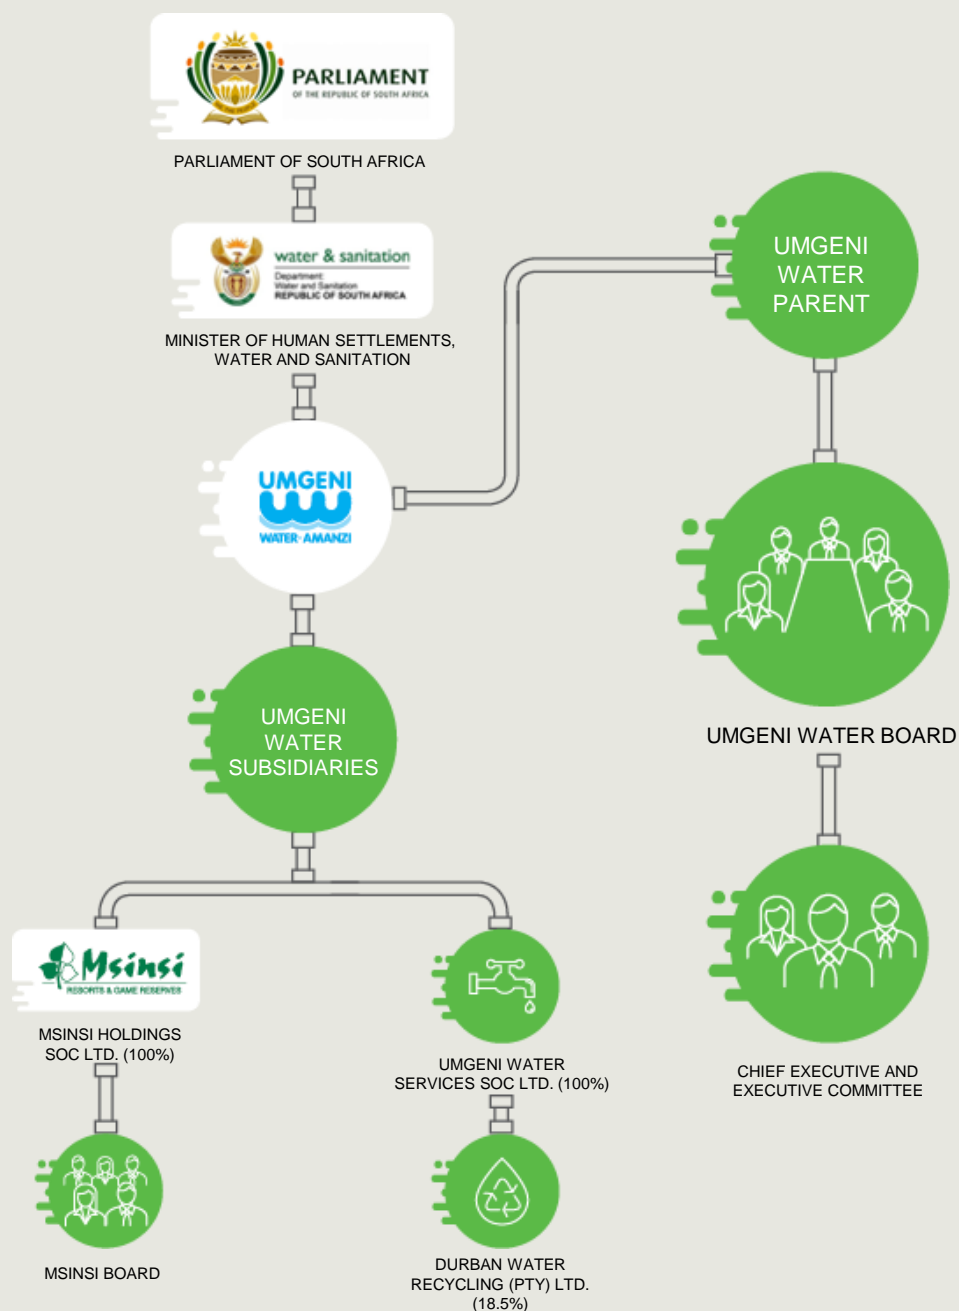 PARLIAMENT
OF THE REPUBLIC OF SOUTH AFRICA
PARLIAMENT OF SOUTH AFRICA
water & sanitation
Department:
Water and Sanitation
REPUBLIC OF SOUTH AFRICA
MINISTER OF HUMAN SETTLEMENTS,
WATER AND SANITATION
UMGENI
WATER
PARENT
UMGENI
WATER•AMANZI
UMGENI WATER BOARD
UMGENI
WATER
SUBSIDIARIES
CHIEF EXECUTIVE AND
EXECUTIVE COMMITTEE
Msinsi
RESORTS & GAME RESERVES
MSINSI HOLDINGS
SOC LTD. (100%)
UMGENI WATER
SERVICES SOC LTD. (100%)
MSINSI BOARD
DURBAN WATER
RECYCLING (PTY) LTD.
(18.5%)